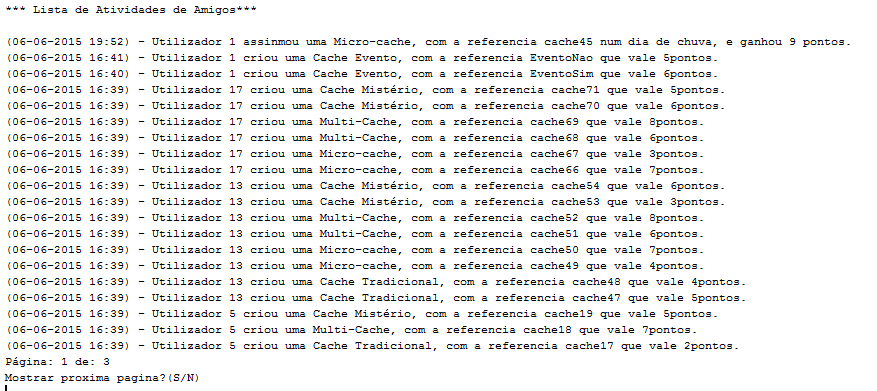 *** Lista de Atividades de Amigos***
(06-06-2015 19:52) - Utilizador 1 assinmou uma Micro-cache, com a referencia cache45 num dia de chuva, e ganhou 9 pontos.
(06-06-2015 16:41) - Utilizador 1 criou uma Cache Evento, com a referencia EventoNao que vale 5pontos.
(06-06-2015 16:40) - Utilizador 1 criou uma Cache Evento, com a referencia EventoSim que vale 6pontos.
(06-06-2015 16:39) - Utilizador 17 criou uma Cache Mistério, com a referencia cache71 que vale 5pontos.
(06-06-2015 16:39) - Utilizador 17 criou uma Cache Mistério, com a referencia cache70 que vale 6pontos.
(06-06-2015 16:39) - Utilizador 17 criou uma Multi-Cache, com a referencia cache69 que vale 8pontos.
(06-06-2015 16:39) - Utilizador 17 criou uma Multi-Cache, com a referencia cache68 que vale 6pontos.
(06-06-2015 16:39) - Utilizador 17 criou uma Micro-cache, com a referencia cache67 que vale 3pontos.
(06-06-2015 16:39) - Utilizador 17 criou uma Micro-cache, com a referencia cache66 que vale 7pontos.
(06-06-2015 16:39) - Utilizador 13 criou uma Cache Mistério, com a referencia cache54 que vale 6pontos.
(06-06-2015 16:39) - Utilizador 13 criou uma Cache Mistério, com a referencia cache53 que vale 3pontos.
(06-06-2015 16:39) - Utilizador 13 criou uma Multi-Cache, com a referencia cache52 que vale 8pontos.
(06-06-2015 16:39) - Utilizador 13 criou uma Multi-Cache, com a referencia cache51 que vale 6pontos.
(06-06-2015 16:39) - Utilizador 13 criou uma Micro-cache, com a referencia cache50 que vale 7pontos.
(06-06-2015 16:39) - Utilizador 13 criou uma Micro-cache, com a referencia cache49 que vale 4pontos.
(06-06-2015 16:39) - Utilizador 13 criou uma Cache Tradicional, com a referencia cache48 que vale 4pontos.
(06-06-2015 16:39) - Utilizador 13 criou uma Cache Tradicional, com a referencia cache47 que vale 5pontos.
(06-06-2015 16:39) - Utilizador 5 criou uma Cache Mistério, com a referencia cache19 que vale 5pontos.
(06-06-2015 16:39) - Utilizador 5 criou uma Multi-Cache, com a referencia cache18 que vale 7pontos.
(06-06-2015 16:39) - Utilizador 5 criou uma Cache Tradicional, com a referencia cache17 que vale 2pontos.
Página: 1 de: 3
Mostrar proxima pagina?(S/N)